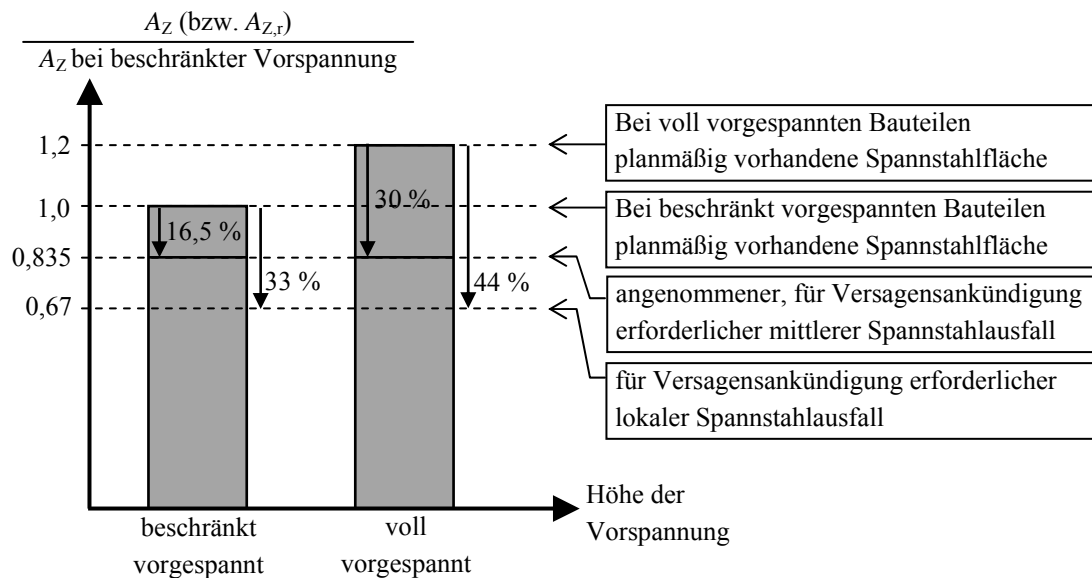 A_Z (bzw. A_Z,r)
A_Z bei beschränkter Vorspannung
1,2
1,0
0,835
0,67
16,5 %
33 %
30 %
44 %
Bei voll vorgespannten Bauteilen
planmäßig vorhandene Spannstahlfläche
Bei beschränkt vorgespannten Bauteilen
planmäßig vorhandene Spannstahlfläche
angenommener, für Versagensankündigung
erforderlicher mittlerer Spannstahlausfall
für Versagensankündigung erforderlicher
lokaler Spannstahlausfall
Höhe der
Vorspannung
beschränkt
vorgespannt
voll
vorgespannt